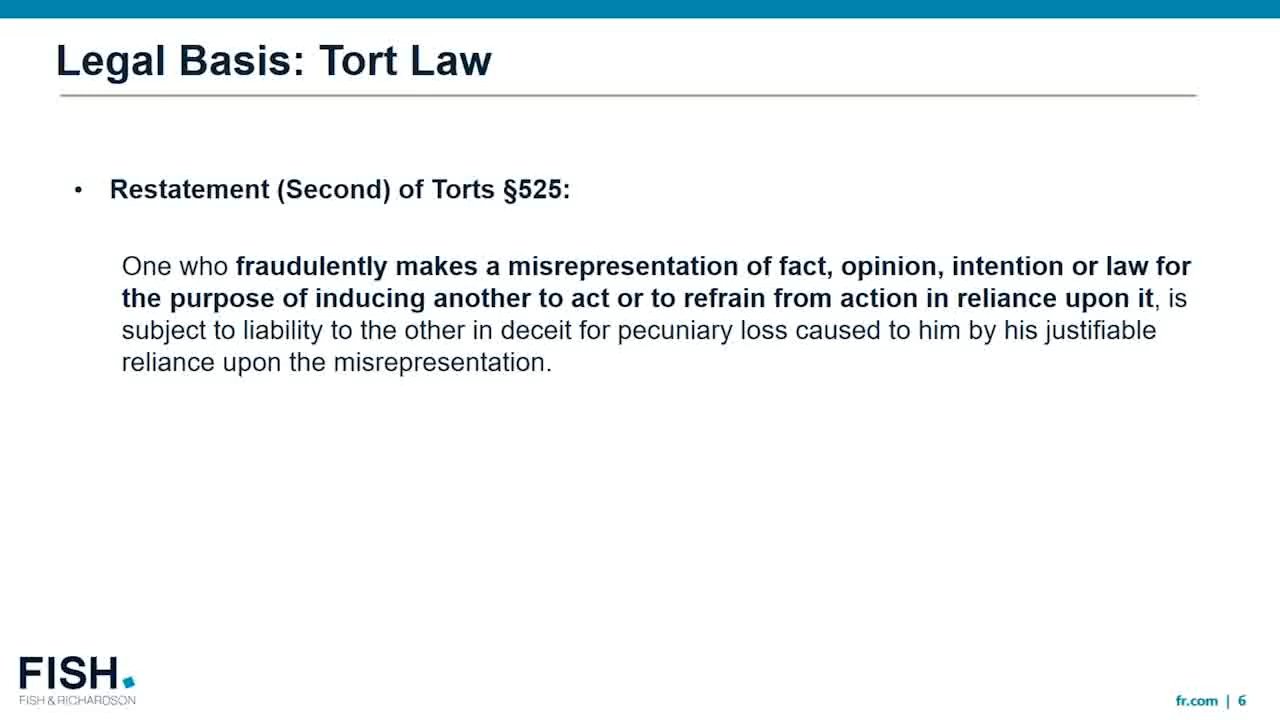 Legal Basis: Tort Law
• Restatement (Second) of Torts §525:
One who fraudulently makes a misrepresentation of fact, opinion, intention or law for
the purpose of inducing another to act or to refrain from action in reliance upon it, is
subject to liability to the other in deceit for pecuniary loss caused to him by his justifiable
reliance upon the misrepresentation.
FISH.
FISH & RICHARDSON
fr.com | 6